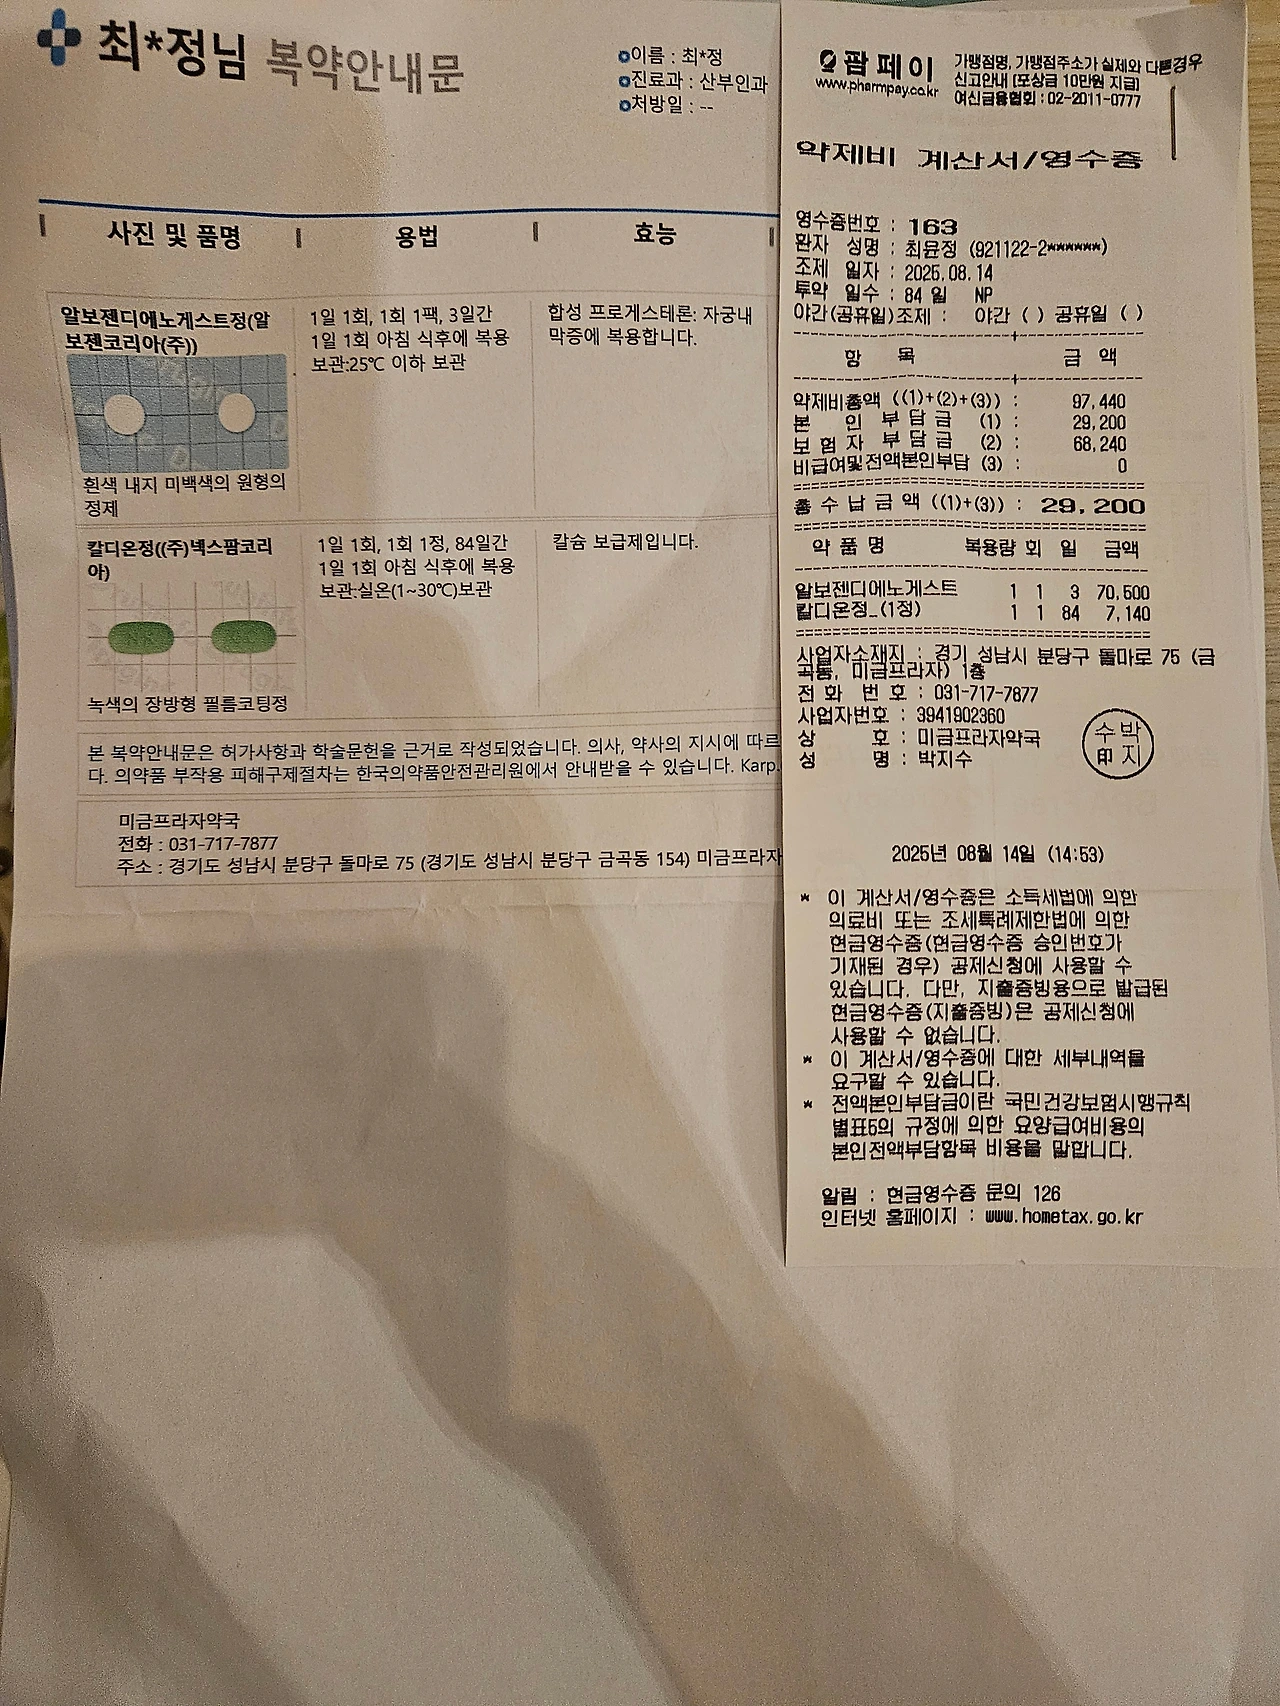 최*정님 복약안내문
이름 : 최*정
진료과 : 산부인과
처방일 : --
사진 및 품명 용법 효능
알보젠디에노게스트정(알
보젠코리아(주))
1일 1회, 1회 1팩, 3일간
1일 1회 아침 식후에 복용
보관:25℃ 이하 보관
합성 프로게스테론: 자궁내
막증에 복용합니다.
흰색 내지 미백색의 원형의
정제
칼디온정((주)넥스팜코리
아)
1일 1회, 1회 1정, 84일간
1일 1회 아침 식후에 복용
보관:실온(1~30℃)보관
칼슘 보급제입니다.
녹색의 장방형 필름코팅정
본 복약안내문은 허가사항과 학술문헌을 근거로 작성되었습니다. 의사, 약사의 지시에 따르
다. 의약품 부작용 피해구제절차는 한국의약품안전관리원에서 안내받을 수 있습니다. Karp.
미금프라자약국
전화 : 031-717-7877
주소 : 경기도 성남시 분당구 돌마로 75 (경기도 성남시 분당구 금곡동 154) 미금프라자
팜페이
www.pharmpay.co.kr
가맹점명, 가맹점주소가 실제와 다른경우
신고안내 [포상금 10만원 지급]
여신금융협회 : 02-2011-0777
약제비 계산서/영수증
영수증번호 : 163
환자 성명 : 최윤정 (921122-2******)
조제 일자 : 2025.08.14
투약 일수 : 84 일 NP
야간(공휴일)조제 : 야간 ( ) 공휴일 ( )
항 목 금 액
약제비총액 ((1)+(2)+(3)) : 97,440
본 인 부 담 금 (1) : 29,200
보 험 자 부 담 금 (2) : 68,240
비급여및전액본인부담 (3) : 0
총 수 납 금 액 ((1)+(3)) : 29,200
약 품 명 복용량 회 일 금액
알보젠디에노게스트 1 1 3 70,500
칼디온정_(1정) 1 1 84 7,140
사업자소재지 : 경기 성남시 분당구 돌마로 75 (금
곡동, 미금프라자) 1층
전 화 번 호 : 031-717-7877
사업자번호 : 3941902360
상 호 : 미금프라자약국
성 명 : 박지수
수박
印지
2025년 08월 14일 (14:53)
* 이 계산서/영수증은 소득세법에 의한
의료비 또는 조세특례제한법에 의한
현금영수증(현금영수증 승인번호가
기재된 경우) 공제신청에 사용할 수
있습니다. 다만, 지출증빙용으로 발급된
현금영수증(지출증빙)은 공제신청에
사용할 수 없습니다.
* 이 계산서/영수증에 대한 세부내역을
요구할 수 있습니다.
* 전액본인부담금이란 국민건강보험시행규칙
별표5의 규정에 의한 요양급여비용의
본인전액부담항목 비용을 말합니다.
알림 : 현금영수증 문의 126
인터넷 홈페이지 : www.hometax.go.kr